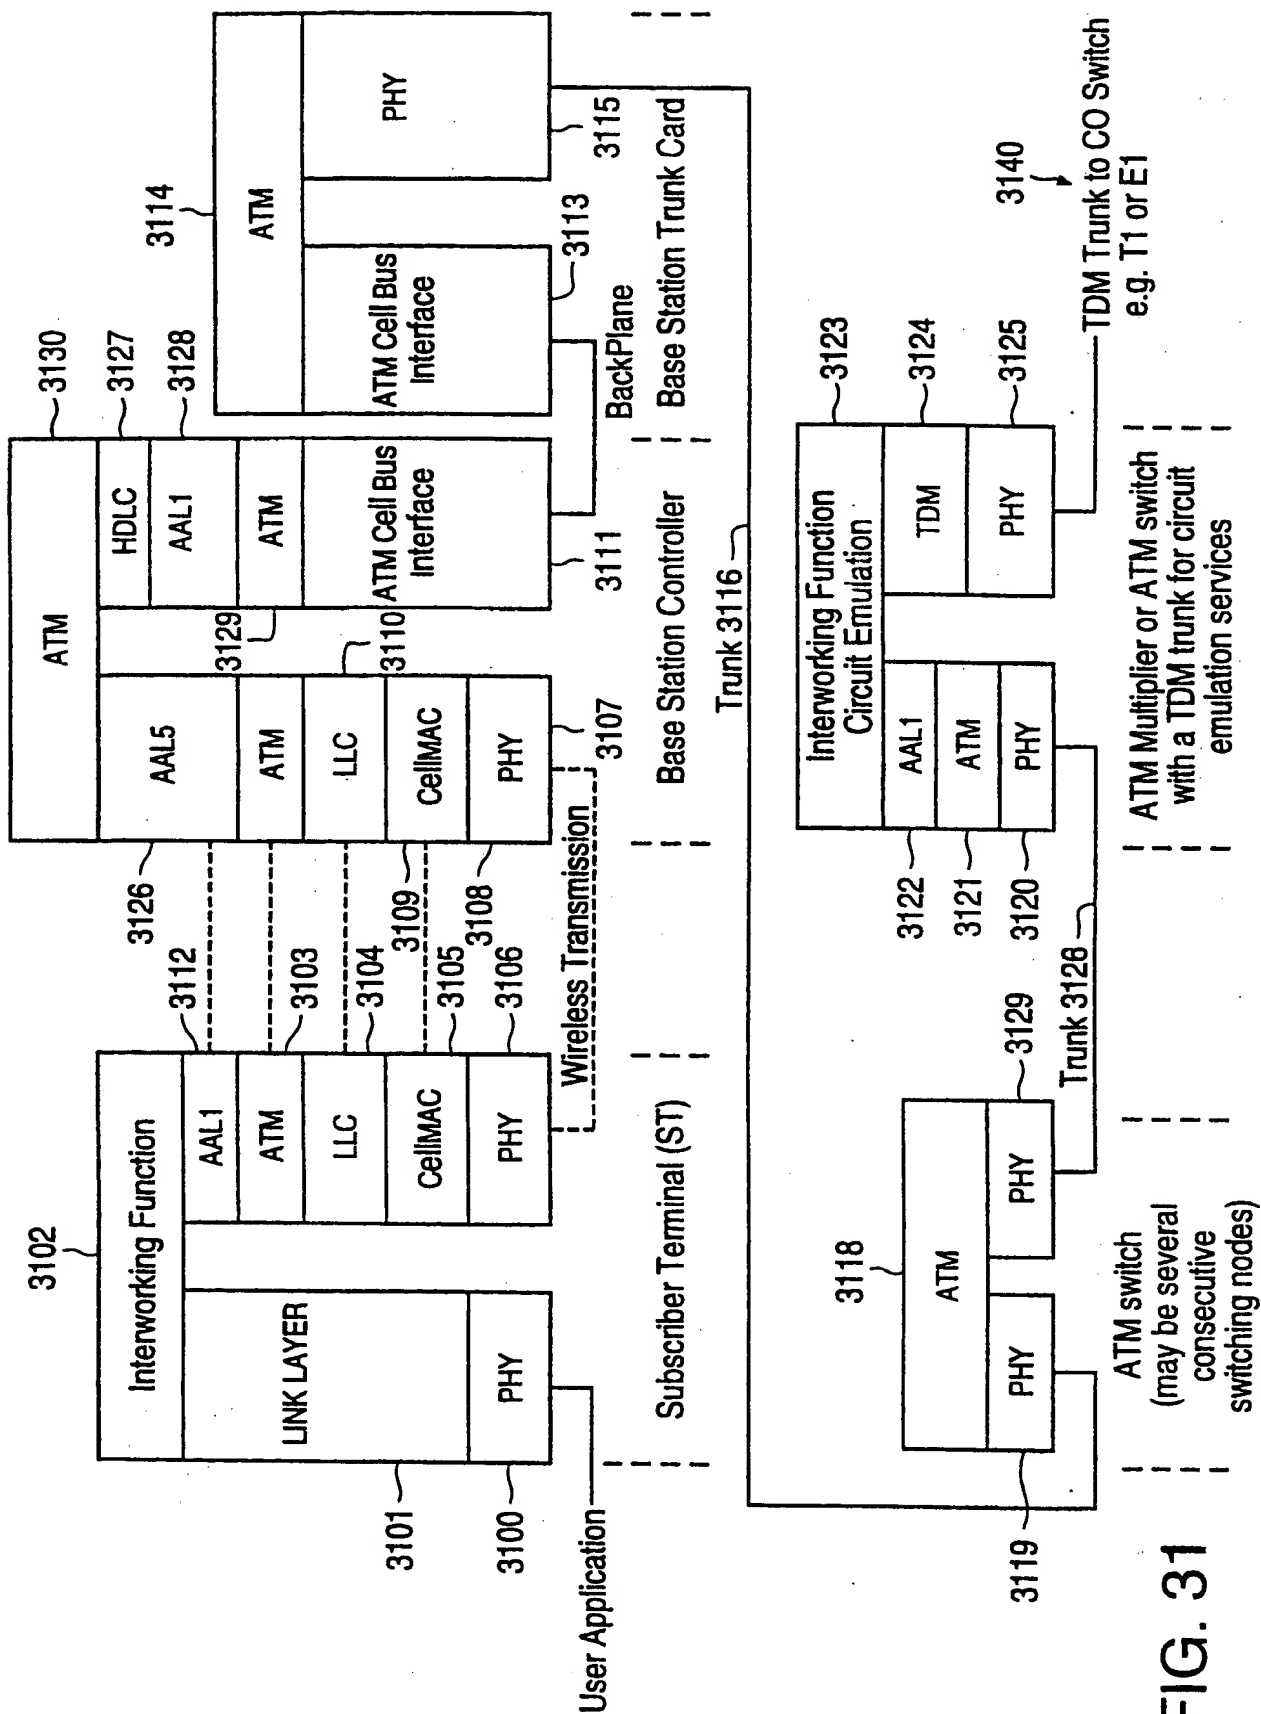 3102
Interworking Function
LINK LAYER
PHY
AAL1
ATM
LLC
CellMAC
PHY
3101
3100
User Application
3112
3103
3104
3105
3106
Wireless Transmission
Subscriber Terminal (ST)
ATM
3130
AAL5
ATM
LLC
CellMAC
PHY
HDLC
3127
AAL1
3128
ATM
ATM Cell Bus
Interface
3126
3109
3108
3129
3110
3107
3111
Base Station Controller
BackPlane
3114
ATM
ATM Cell Bus
Interface
PHY
3113
3115
Base Station Trunk Card
Trunk 3116
3118
ATM
PHY
PHY
3119
3129
Trunk 3126
ATM switch
(may be several
consecutive
switching nodes)
Interworking Function
Circuit Emulation
3123
AAL1
ATM
PHY
3122
3121
3120
TDM
3124
PHY
3125
ATM Multiplier or ATM switch
with a TDM trunk for circuit
emulation services
3140
TDM Trunk to CO Switch
e.g. T1 or E1
FIG. 31